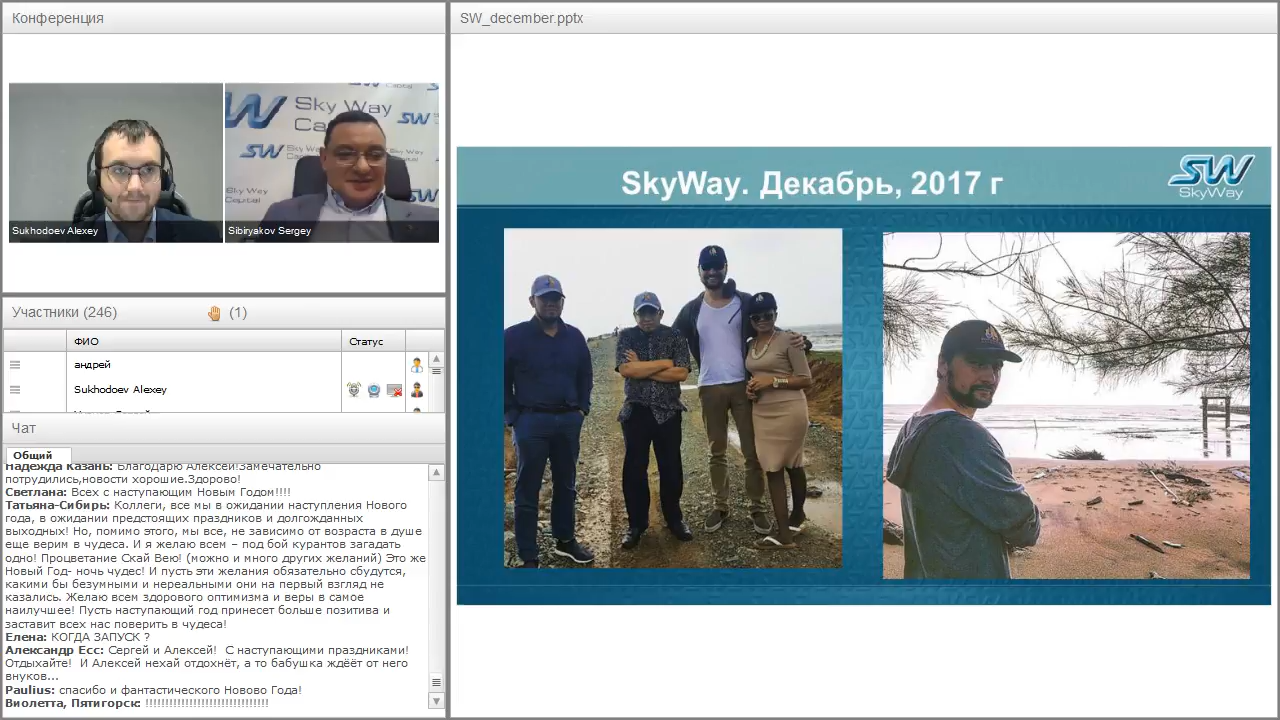 Конференция
SW_december.pptx
Sky Way
SW
Sky Way
Sukhodoev Alexey
Sibiryakov Sergey
SkyWay. Декабрь, 2017 г
SW
SkyWay
Участники (246)
(1)
ФИО
Статус
андрей
Sukhodoev Alexey
Чат
Общий
Надежда Казань: Благодарю Алексей!Замечательно
потрудились,новости хорошие.Здорово!
Светлана: Всех с наступающим Новым Годом!!!!
Татьяна-Сибирь: Коллеги, все мы в ожидании наступления Нового
года, в ожидании предстоящих праздников и долгожданных
выходных! Но, помимо этого, мы все, не зависимо от возраста в душе
еще верим в чудеса. И я желаю всем – под бой курантов загадать
одно! Процветание Скай Вею! (можно и много других желаний) Это же
Новый Год- ночь чудес! И пусть эти желания обязательно сбудутся,
какими бы безумными и нереальными они на первый взгляд не
казались. Желаю всем здорового оптимизма и веры в самое
наилучшее! Пусть наступающий год принесет больше позитива и
заставит всех нас поверить в чудеса!
Елена: КОГДА ЗАПУСК ?
Александр Есс: Сергей и Алексей!  С наступающими праздниками!
Отдыхайте!  И Алексей нехай отдохнёт, а то бабушка ждёёт от него
внуков...
Paulius: спасибо и фантастического Новово Года!
Виолетта, Пятигорск: !!!!!!!!!!!!!!!!!!!!!!!!!!!!!!!